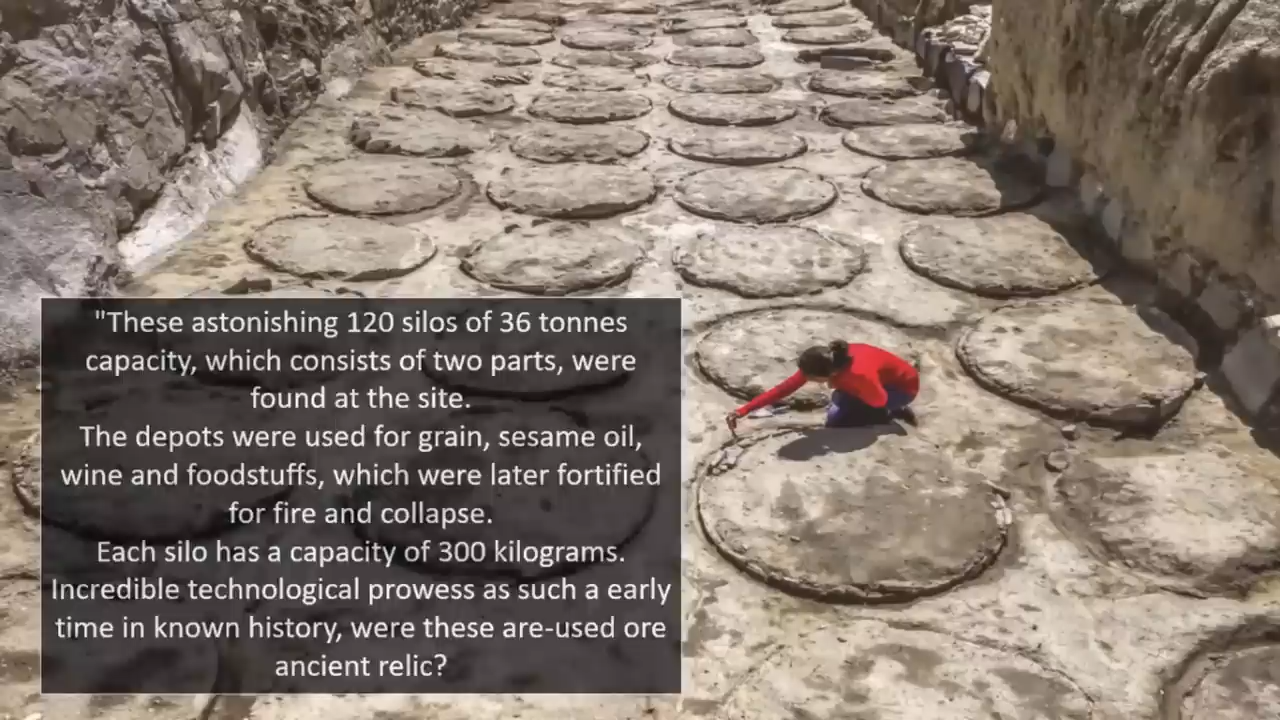 "These astonishing 120 silos of 36 tonnes
capacity, which consists of two parts, were
found at the site.
The depots were used for grain, sesame oil,
wine and foodstuffs, which were later fortified
for fire and collapse.
Each silo has a capacity of 300 kilograms.
Incredible technological prowess as such a early
time in known history, were these are-used ore
ancient relic?